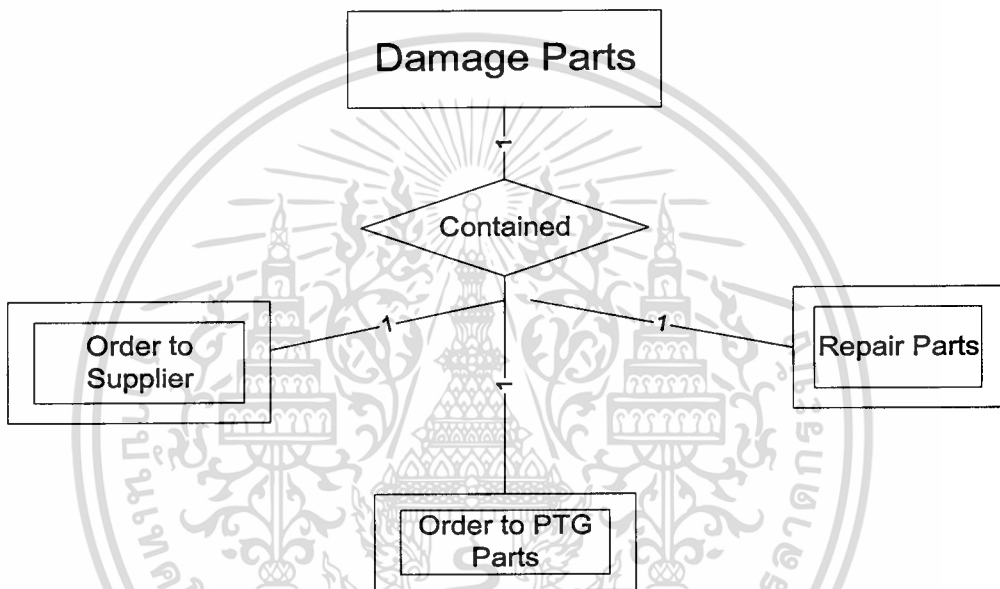 Damage Parts
1
Contained
1
1
1
Order to
Supplier
Repair Parts
Order to PTG
Parts